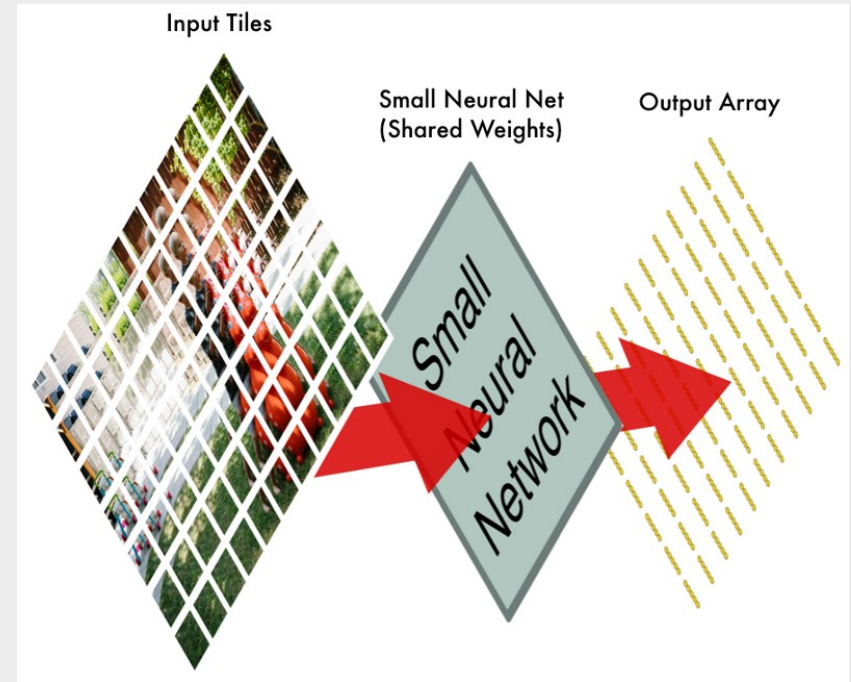 Input Tiles
Small Neural Net
(Shared Weights)
Output Array
Small
Neural
Network